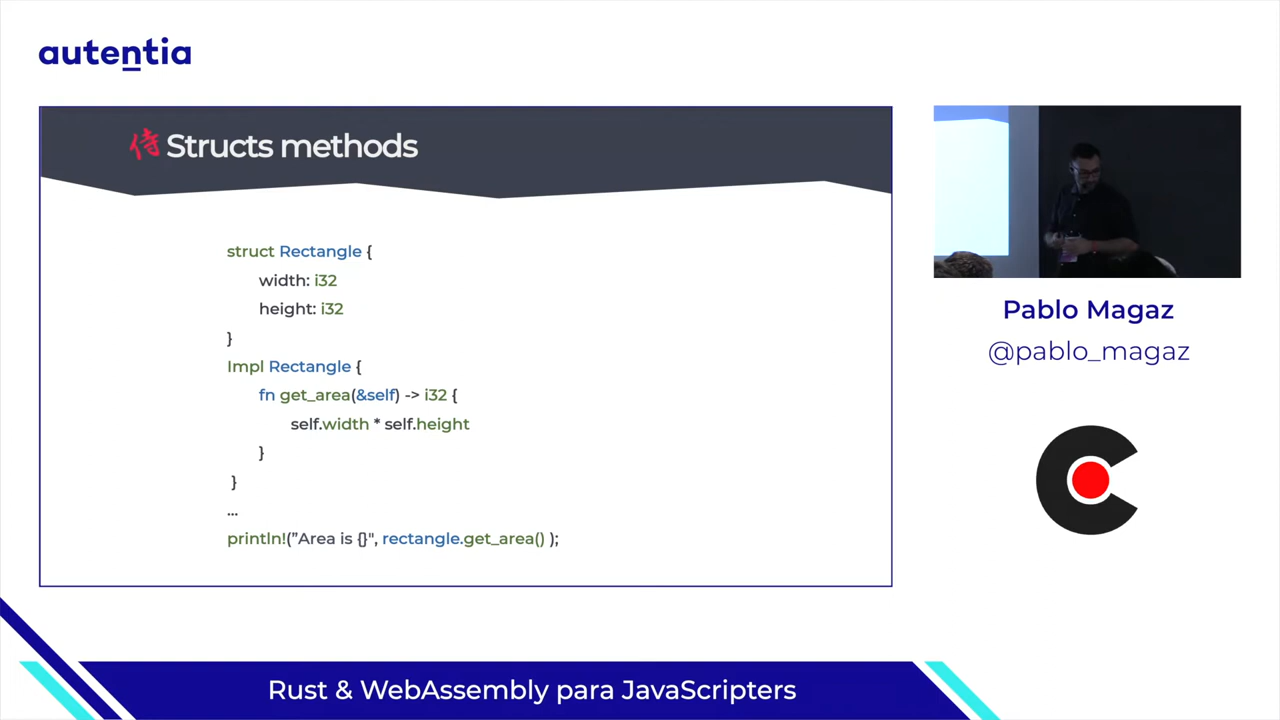 autentia
侍 Structs methods
struct Rectangle {
width: i32
height: i32
}
Impl Rectangle {
fn get_area(&self) -> i32 {
self.width * self.height
}
}
...
println!(”Area is {}", rectangle.get_area() );
Pablo Magaz
@pablo_magaz
Rust & WebAssembly para JavaScripters